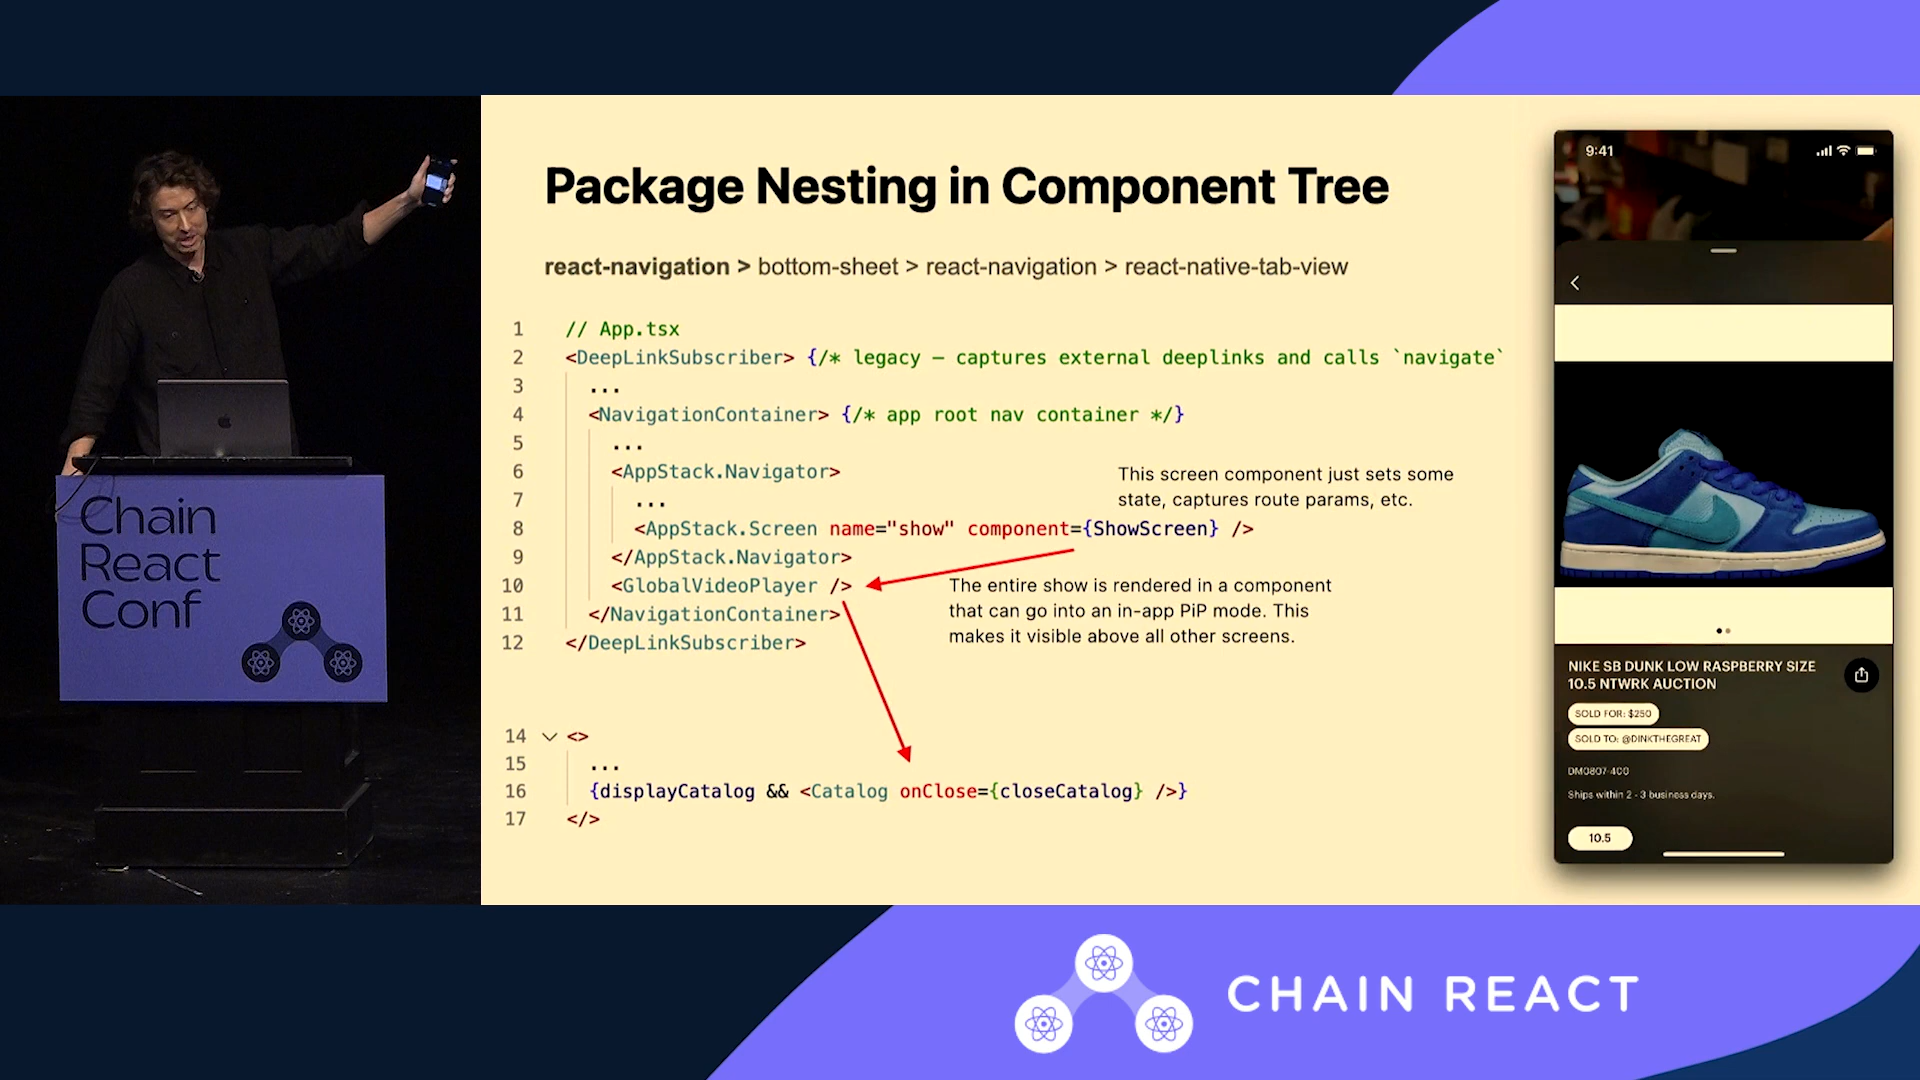 Chain
React
Conf
Package Nesting in Component Tree
react-navigation > bottom-sheet > react-navigation > react-native-tab-view
1 // App.tsx
2 <DeepLinkSubscriber> {/* legacy – captures external deeplinks and calls `navigate`
3 ...
4 <NavigationContainer> {/* app root nav container */}
5 ...
6 <AppStack.Navigator>
7 ...
8 <AppStack.Screen name="show" component={ShowScreen} />
9 </AppStack.Navigator>
10 <GlobalVideoPlayer />
11 </NavigationContainer>
12 </DeepLinkSubscriber>
This screen component just sets some
state, captures route params, etc.
The entire show is rendered in a component
that can go into an in-app PiP mode. This
makes it visible above all other screens.
14 <>
15 ...
16 {displayCatalog && <Catalog onClose={closeCatalog} />}
17 </>
9:41
NIKE SB DUNK LOW RASPBERRY SIZE
10.5 NTWRK AUCTION
SOLD FOR: $250
SOLD TO: @DINKTHEGREAT
DM0807-400
Ships within 2 - 3 business days.
10.5
CHAIN REACT